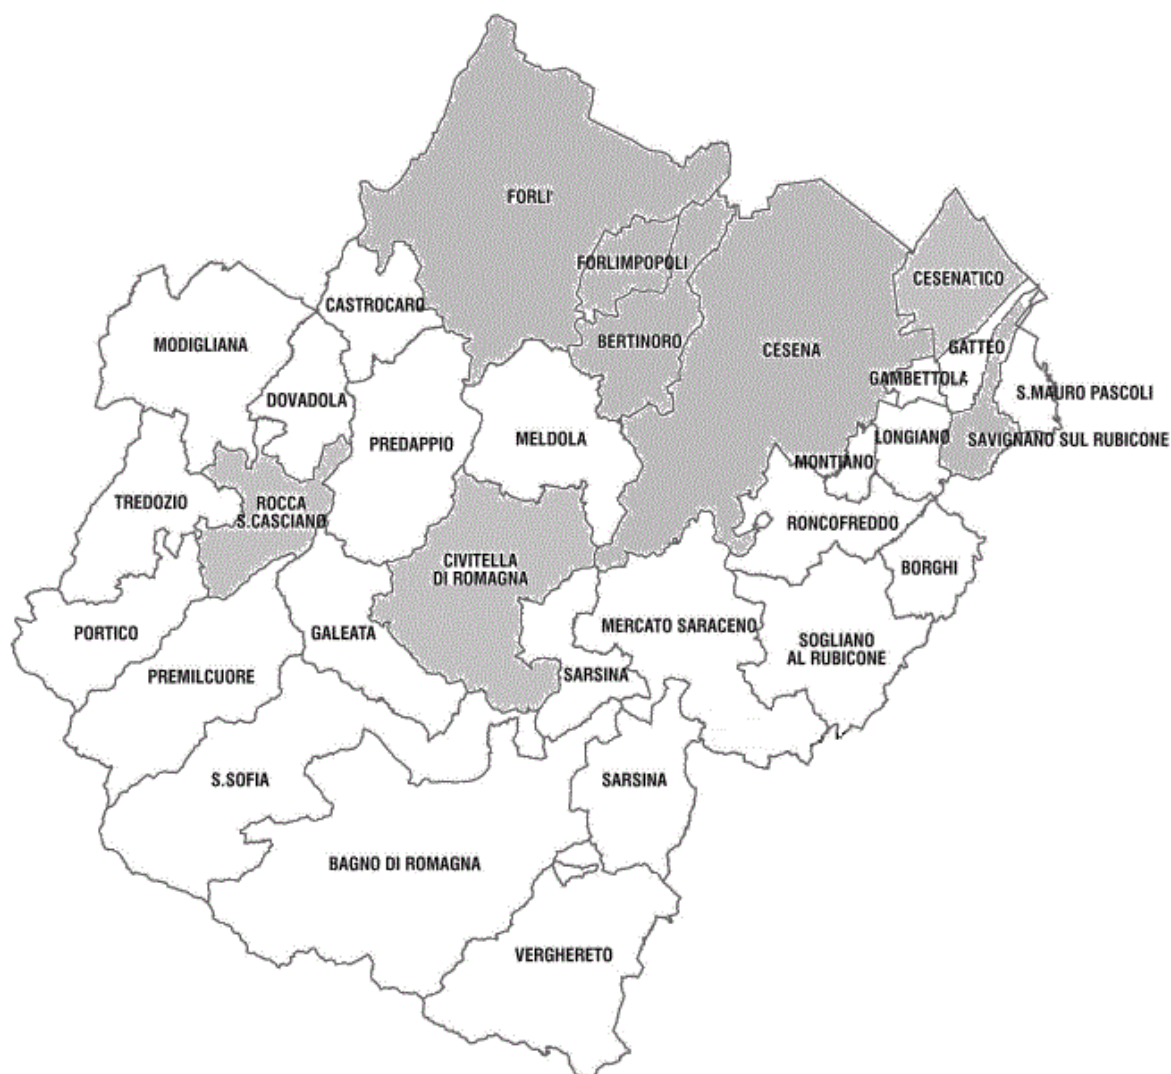 FORLI'
FORLIMPOPOLI
CESENATICO
CASTROCARO
MODIGLIANA
BERTINORO
CESENA
GATTEO
GAMBETTOLA
S.MAURO PASCOLI
DOVADOLA
PREDAPPIO
MELDOLA
LONGIANO
SAVIGNANO SUL RUBICONE
MONTIANO
TREDOZIO
ROCCA
S.CASCIANO
RONCOFREDDO
CIVITELLA
DI ROMAGNA
BORGHI
PORTICO
GALEATA
MERCATO SARACENO
SOGLIANO
AL RUBICONE
PREMILCUORE
SARSINA
S.SOFIA
SARSINA
BAGNO DI ROMAGNA
VERGHERETO